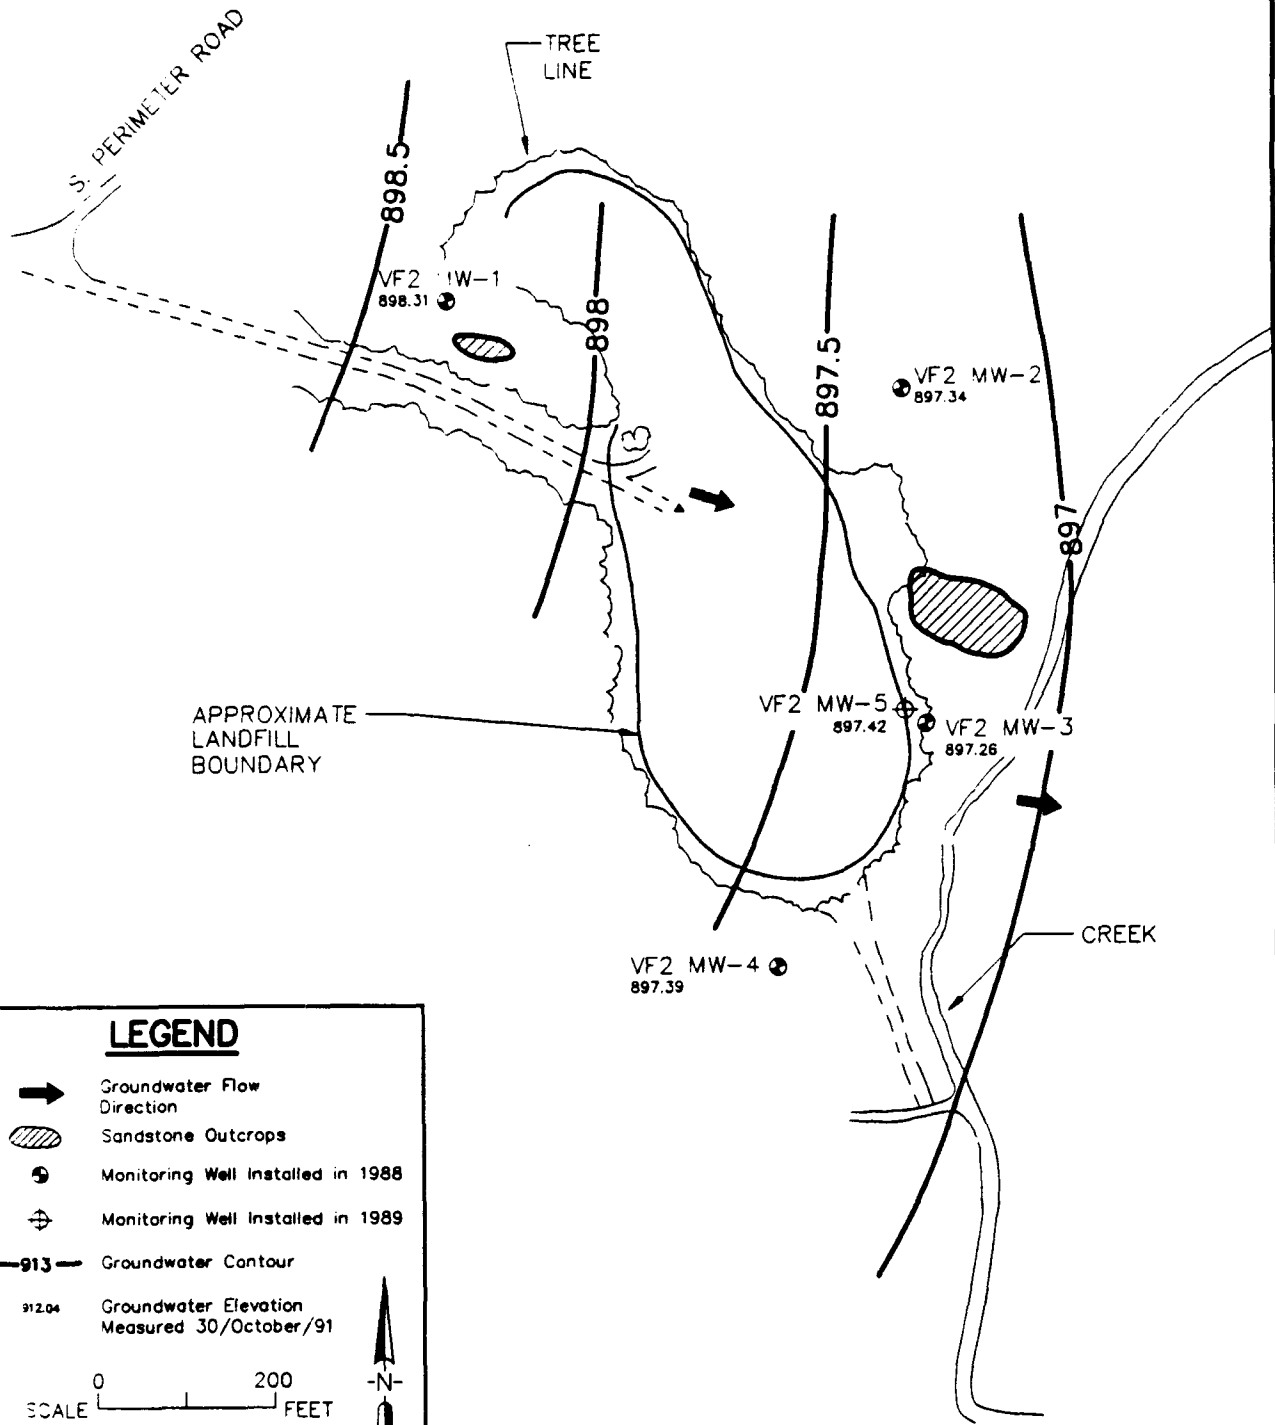 S. PERIMETER ROAD
TREE
LINE
898.5
VF2 MW-1
898.31
898
897.5
VF2 MW-2
897.34
897
VF2 MW-5
897.42
VF2 MW-3
897.26
APPROXIMATE
LANDFILL
BOUNDARY
VF2 MW-4
897.39
CREEK
LEGEND
Groundwater Flow
Direction
Sandstone Outcrops
Monitoring Well Installed in 1988
Monitoring Well Installed in 1989
913
Groundwater Contour
912.04
Groundwater Elevation
Measured 30/October/91
0 200
SCALE FEET
-N-